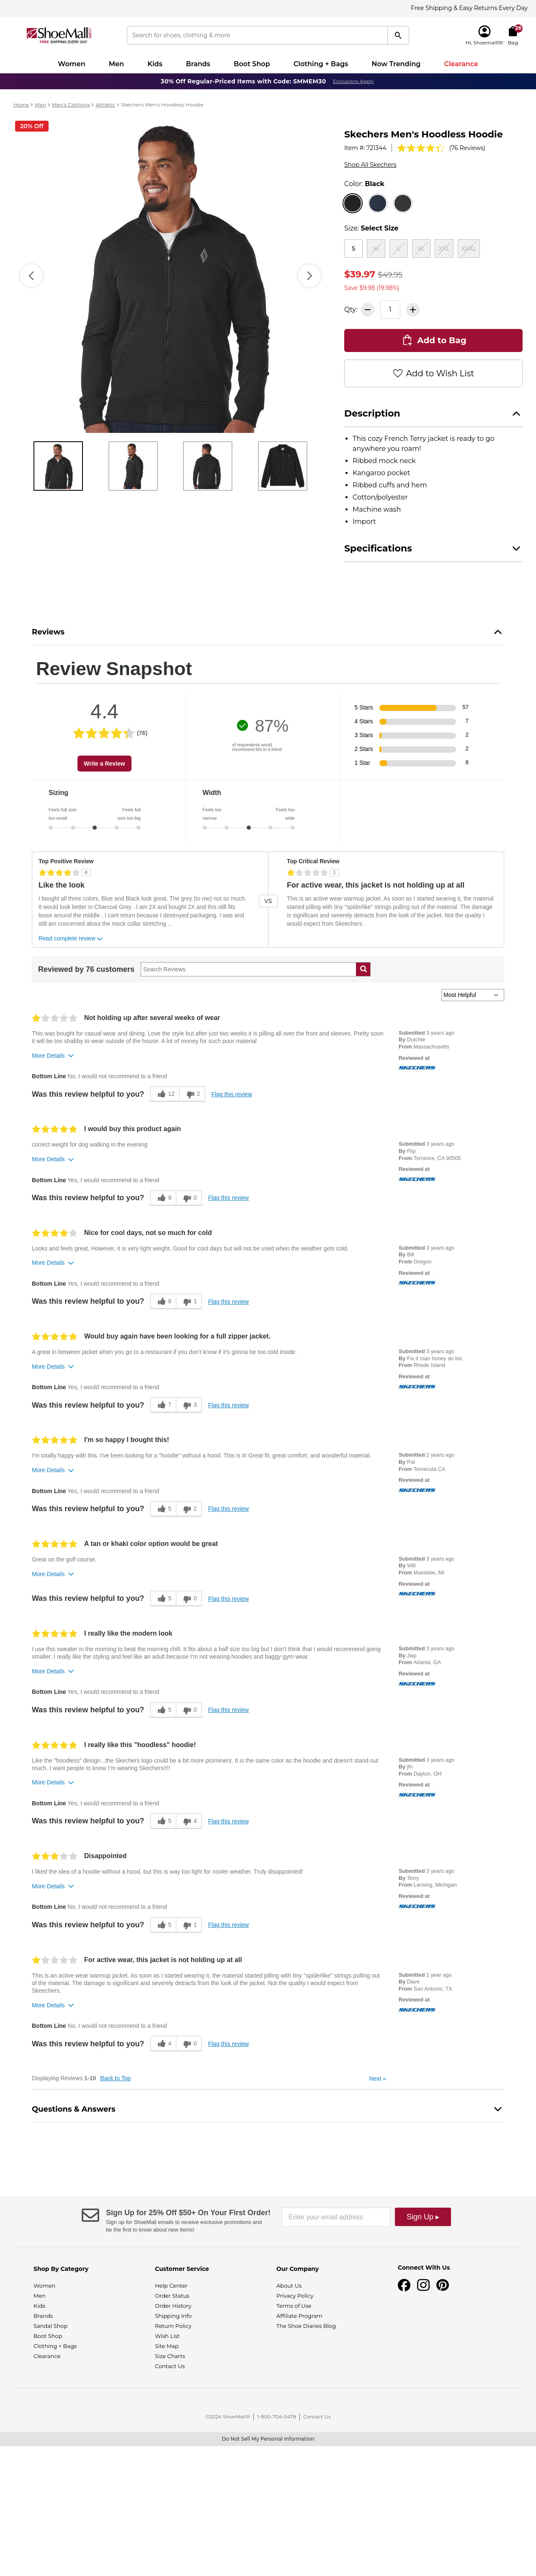 Free Shipping & Easy Returns Every Day
SHOEMALL
FREE SHIPPING EVERY DAY
Search for shoes, clothing & more
Hi, Shoemall19!
Bag
Women
Men
Kids
Brands
Boot Shop
Clothing + Bags
Now Trending
Clearance
30% Off Regular-Priced Items with Code: SMMEM30 Exclusions Apply
Home > Men > Men's Clothing > Athletic > Skechers Men's Hoodless Hoodie
20% Off
Skechers Men's Hoodless Hoodie
Item #: 721344 (76 Reviews)
Shop All Skechers
Color: Black
Size: Select Size
S M L XL XXL XXXL
$39.97 $49.95
Save $9.98 (19.98%)
Qty: 1
Add to Bag
Add to Wish List
Description
This cozy French Terry jacket is ready to go
anywhere you roam!
Ribbed mock neck
Kangaroo pocket
Ribbed cuffs and hem
Cotton/polyester
Machine wash
Import
Specifications
Reviews
Review Snapshot
4.4
(76)
Write a Review
87%
of respondents would
recommend this to a friend
5 Stars 57
4 Stars 7
3 Stars 2
2 Stars 2
1 Star 8
Sizing
Feels full size
too small
Feels full
size too big
Width
Feels too
narrow
Feels too
wide
Top Positive Review
4
Like the look
I bought all three colors. Blue and Black look great. The grey (to me) not so much.
It would look better in Charcoal Grey . I am 2X and bought 2X and this still fits
loose around the middle . I cant return because I destroyed packaging. I was and
still am concerned about the mock collar stretching ...
Read complete review
VS
Top Critical Review
1
For active wear, this jacket is not holding up at all
This is an active wear warmup jacket. As soon as I started wearing it, the material
started pilling with tiny "spiderlike" strings pulling out of the material. The damage
is significant and severely detracts from the look of the jacket. Not the quality I
would expect from Skeechers.
Reviewed by 76 customers
Search Reviews
Most Helpful
Not holding up after several weeks of wear
This was bought for casual wear and dining. Love the style but after just two weeks it is pilling all over the front and sleeves. Pretty soon
it will be too shabby to wear outside of the house. A lot of money for such poor material
More Details
Bottom Line No, I would not recommend to a friend
Was this review helpful to you? 12 2 Flag this review
Submitted 3 years ago
By Dutchie
From Massachusetts
Reviewed at
SKECHERS
I would buy this product again
correct weight for dog walking in the evening
More Details
Bottom Line Yes, I would recommend to a friend
Was this review helpful to you? 9 0 Flag this review
Submitted 3 years ago
By Flip
From Torrance, CA 90505
Reviewed at
SKECHERS
Nice for cool days, not so much for cold
Looks and feels great. However, it is very light weight. Good for cool days but will not be used when the weather gets cold.
More Details
Bottom Line Yes, I would recommend to a friend
Was this review helpful to you? 8 1 Flag this review
Submitted 3 years ago
By Bill
From Oregon
Reviewed at
SKECHERS
Would buy again have been looking for a full zipper jacket.
A great in between jacket when you go to a restaurant if you don't know if it's gonna be too cold inside.
More Details
Bottom Line Yes, I would recommend to a friend
Was this review helpful to you? 7 3 Flag this review
Submitted 3 years ago
By Fix it man honey do list
From Rhode Island
Reviewed at
SKECHERS
I'm so happy I bought this!
I'm totally happy with this. I've been looking for a "hoodie" without a hood. This is it! Great fit, great comfort, and wonderful material.
More Details
Bottom Line Yes, I would recommend to a friend
Was this review helpful to you? 5 2 Flag this review
Submitted 2 years ago
By Pat
From Temecula CA
Reviewed at
SKECHERS
A tan or khaki color option would be great
Great on the golf course.
More Details
Was this review helpful to you? 5 0 Flag this review
Submitted 3 years ago
By Will
From Manistee, MI
Reviewed at
SKECHERS
I really like the modern look
I use this sweater in the morning to beat the morning chill. It fits about a half size too big but I don't think that I would recommend going
smaller. I really like the styling and feel like an adult because I'm not wearing hoodies and baggy gym wear.
More Details
Bottom Line Yes, I would recommend to a friend
Was this review helpful to you? 5 0 Flag this review
Submitted 3 years ago
By Jwp
From Atlanta, GA
Reviewed at
SKECHERS
I really like this "hoodless" hoodie!
Like the "hoodless" design...the Skechers logo could be a bit more prominent. It is the same color as the hoodie and doesn't stand out
much. I want people to know I'm wearing Skechers!!!!
More Details
Bottom Line Yes, I would recommend to a friend
Was this review helpful to you? 5 4 Flag this review
Submitted 3 years ago
By jfn
From Dayton, OH
Reviewed at
SKECHERS
Disappointed
I liked the idea of a hoodie without a hood, but this is way too light for cooler weather. Truly disappointed!
More Details
Bottom Line No, I would not recommend to a friend
Was this review helpful to you? 5 1 Flag this review
Submitted 3 years ago
By Terry
From Lansing, Michigan
Reviewed at
SKECHERS
For active wear, this jacket is not holding up at all
This is an active wear warmup jacket. As soon as I started wearing it, the material started pilling with tiny "spiderlike" strings pulling out
of the material. The damage is significant and severely detracts from the look of the jacket. Not the quality I would expect from
Skeechers.
More Details
Bottom Line No, I would not recommend to a friend
Was this review helpful to you? 4 0 Flag this review
Submitted 1 year ago
By Dave
From San Antonio, TX
Reviewed at
SKECHERS
Displaying Reviews 1-10 Back to Top
Next »
Questions & Answers
Sign Up for 25% Off $50+ On Your First Order!
Sign up for ShoeMall emails to receive exclusive promotions and
be the first to know about new items!
Enter your email address
Sign Up ▸
Shop By Category
Women
Men
Kids
Brands
Sandal Shop
Boot Shop
Clothing + Bags
Clearance
Customer Service
Help Center
Order Status
Order History
Shipping Info
Return Policy
Wish List
Site Map
Size Charts
Contact Us
Our Company
About Us
Privacy Policy
Terms of Use
Affiliate Program
The Shoe Diaries Blog
Connect With Us
©2024 ShoeMall® | 1-800-704-5478 | Contact Us
Do Not Sell My Personal Information